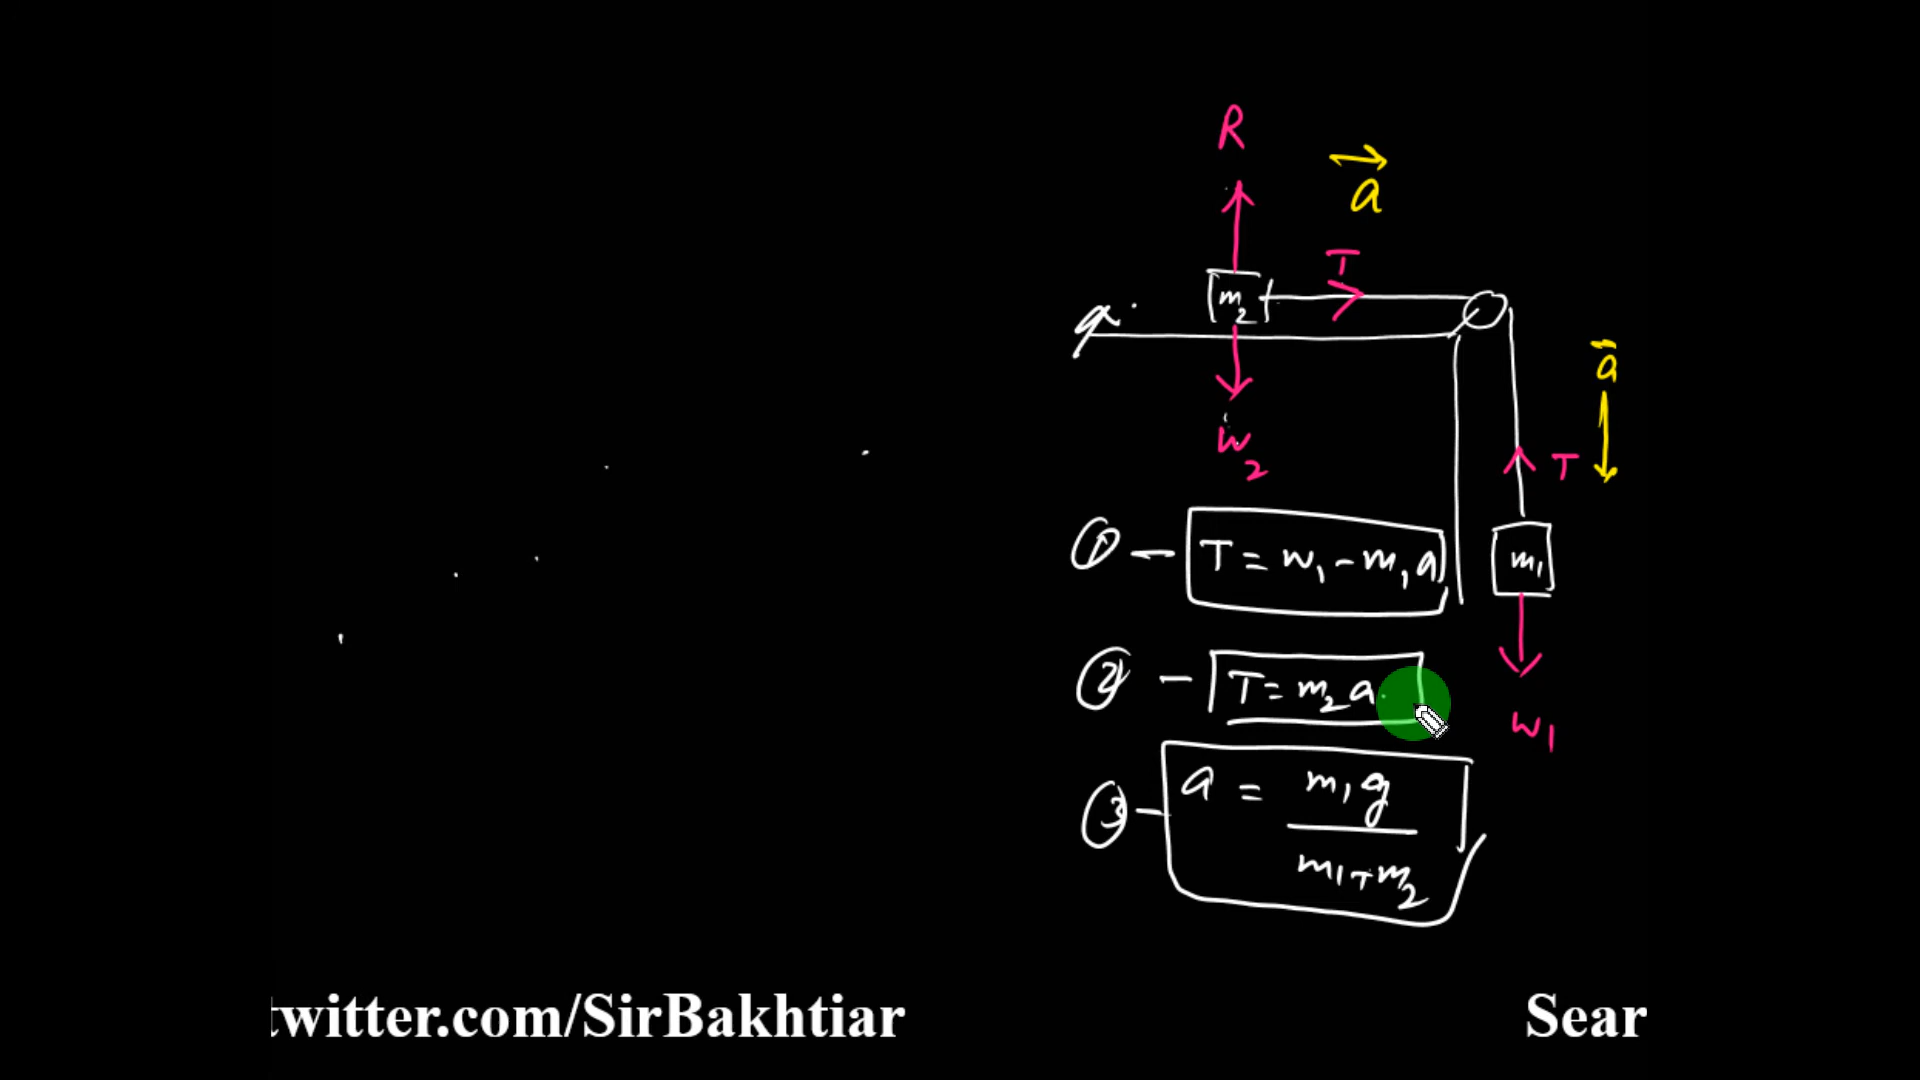 R
a
T
m2
a
W2
T
① - T = w1 - m1a
m1
② - T = m2a
w1
③ - a = m1g / m1+m2
twitter.com/SirBakhtiar
Sear